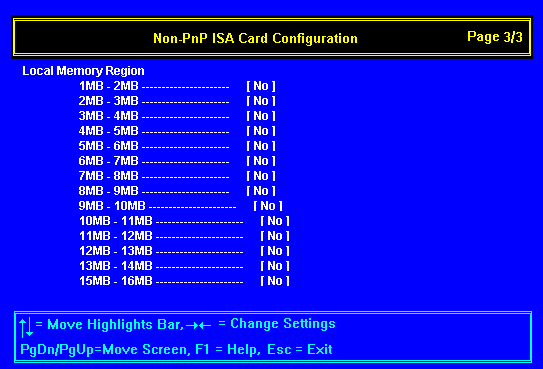 Non-PnP ISA Card Configuration Page 3/3
Local Memory Region
1MB - 2MB ---------------------- [ No ]
2MB - 3MB ---------------------- [ No ]
3MB - 4MB ---------------------- [ No ]
4MB - 5MB ---------------------- [ No ]
5MB - 6MB ---------------------- [ No ]
6MB - 7MB ---------------------- [ No ]
7MB - 8MB ---------------------- [ No ]
8MB - 9MB ---------------------- [ No ]
9MB - 10MB ---------------------- [ No ]
10MB - 11MB ---------------------- [ No ]
11MB - 12MB ---------------------- [ No ]
12MB - 13MB ---------------------- [ No ]
13MB - 14MB ---------------------- [ No ]
15MB - 16MB ---------------------- [ No ]
↑↓ = Move Highlights Bar, →← = Change Settings
PgDn/PgUp=Move Screen, F1 = Help, Esc = Exit